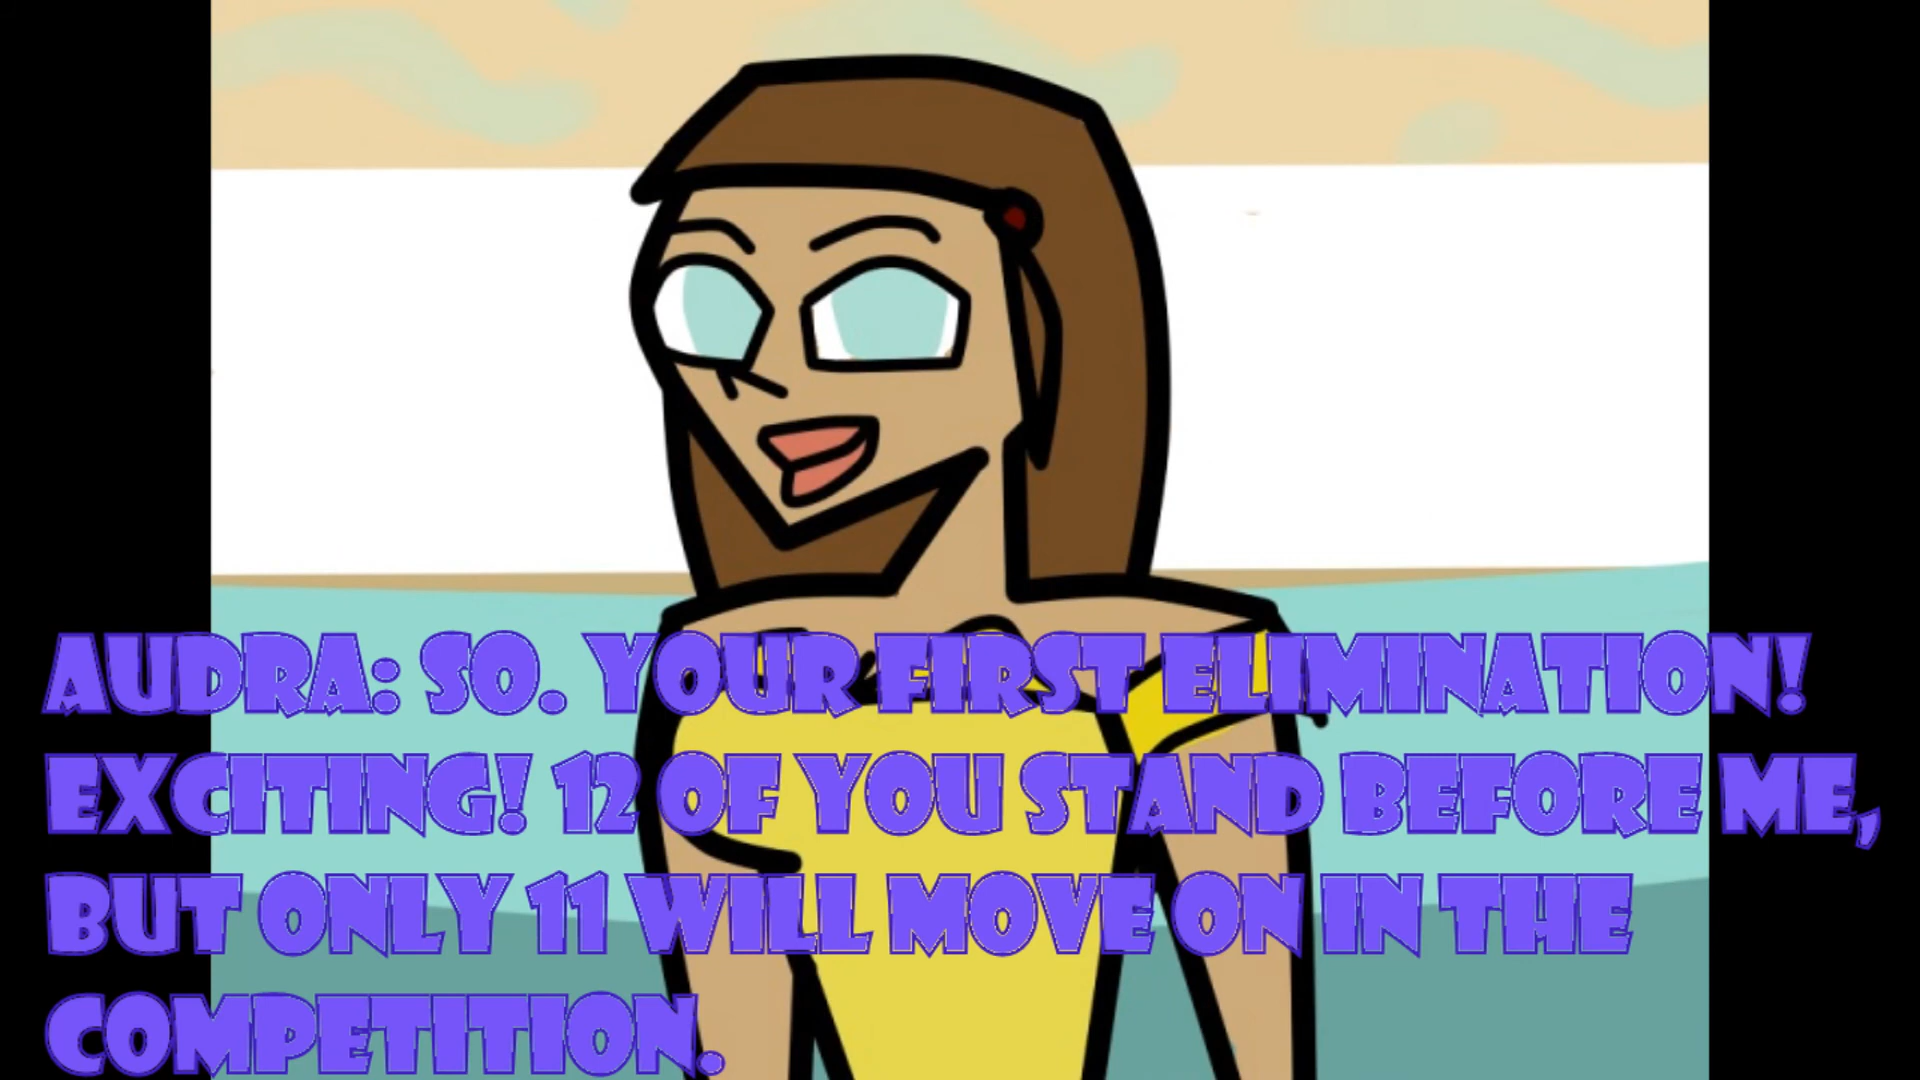 AUDRA: SO. YOUR FIRST ELIMINATION!
EXCITING! 12 OF YOU STAND BEFORE ME,
BUT ONLY 11 WILL MOVE ON IN THE
COMPETITION.